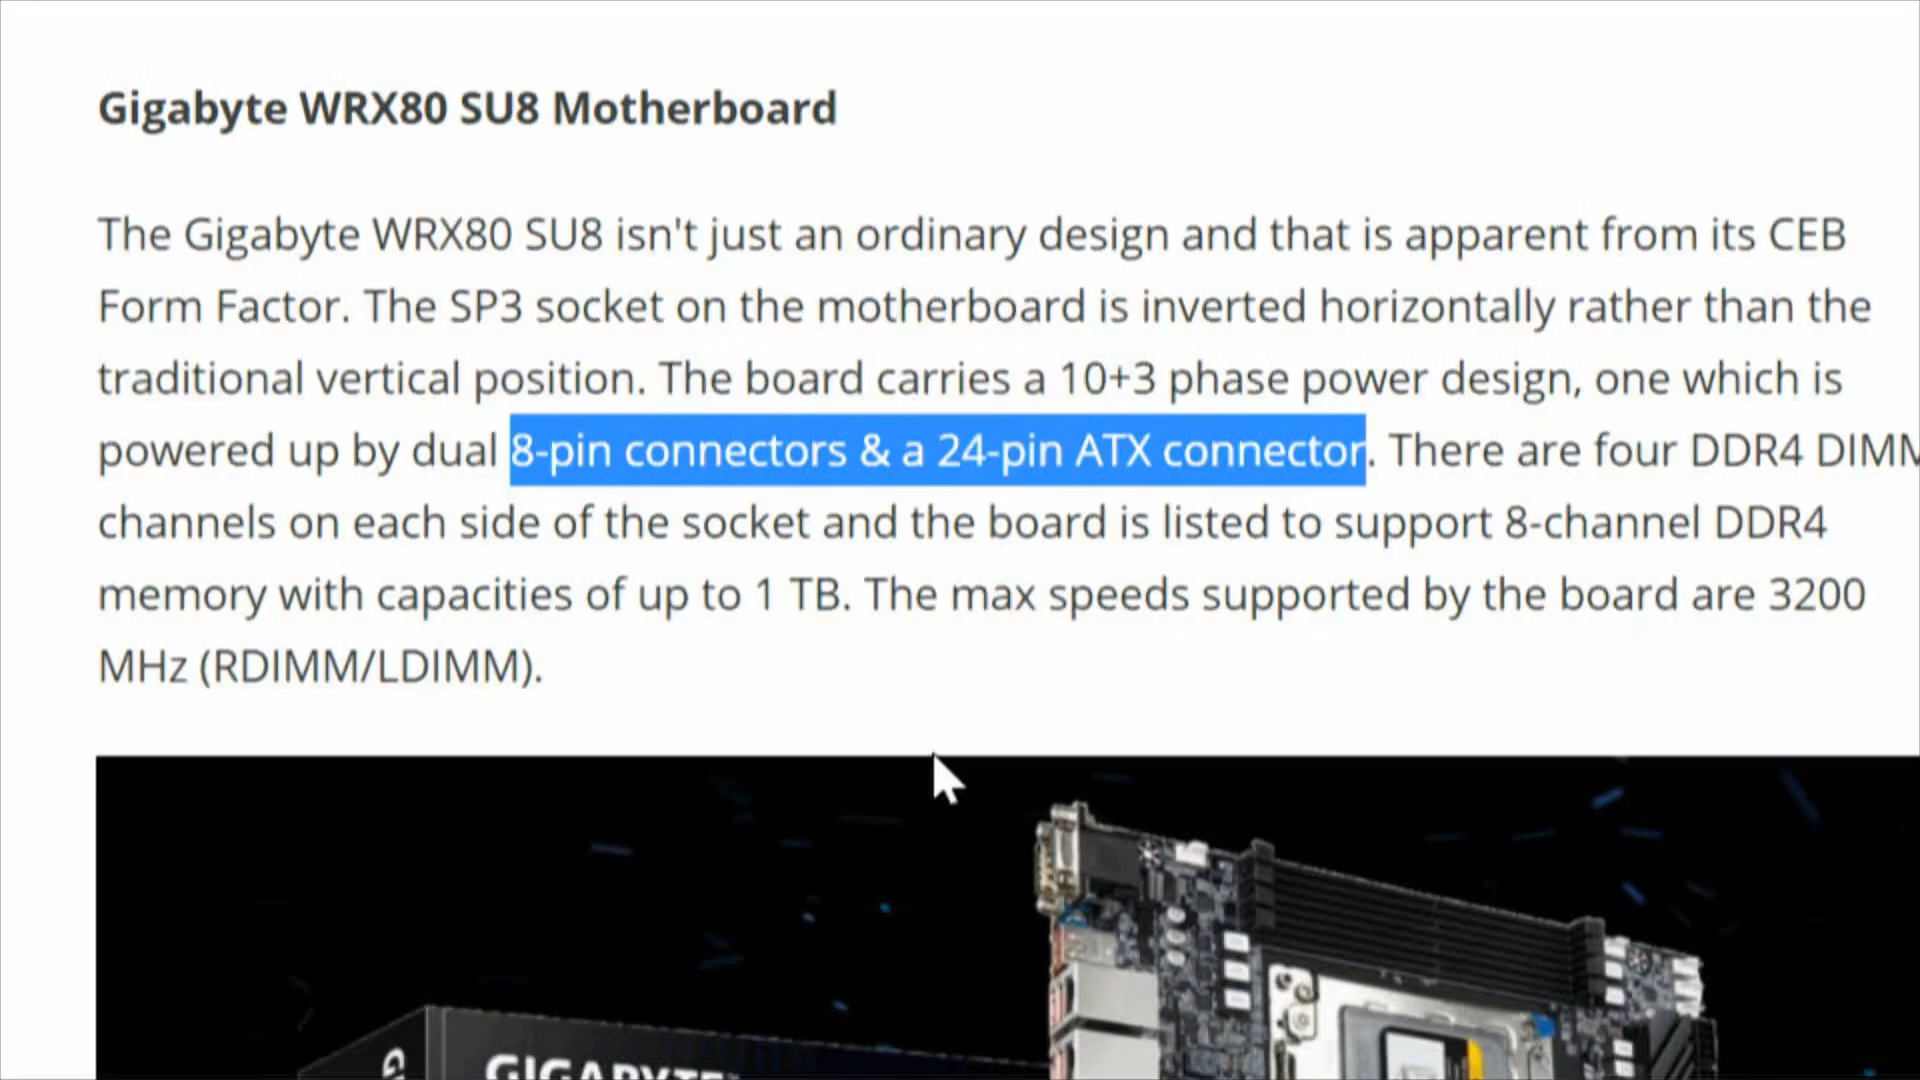 Gigabyte WRX80 SU8 Motherboard
The Gigabyte WRX80 SU8 isn't just an ordinary design and that is apparent from its CEB
Form Factor. The SP3 socket on the motherboard is inverted horizontally rather than the
traditional vertical position. The board carries a 10+3 phase power design, one which is
powered up by dual 8-pin connectors & a 24-pin ATX connector. There are four DDR4 DIMM
channels on each side of the socket and the board is listed to support 8-channel DDR4
memory with capacities of up to 1 TB. The max speeds supported by the board are 3200
MHz (RDIMM/LDIMM).
GIGABYTE™